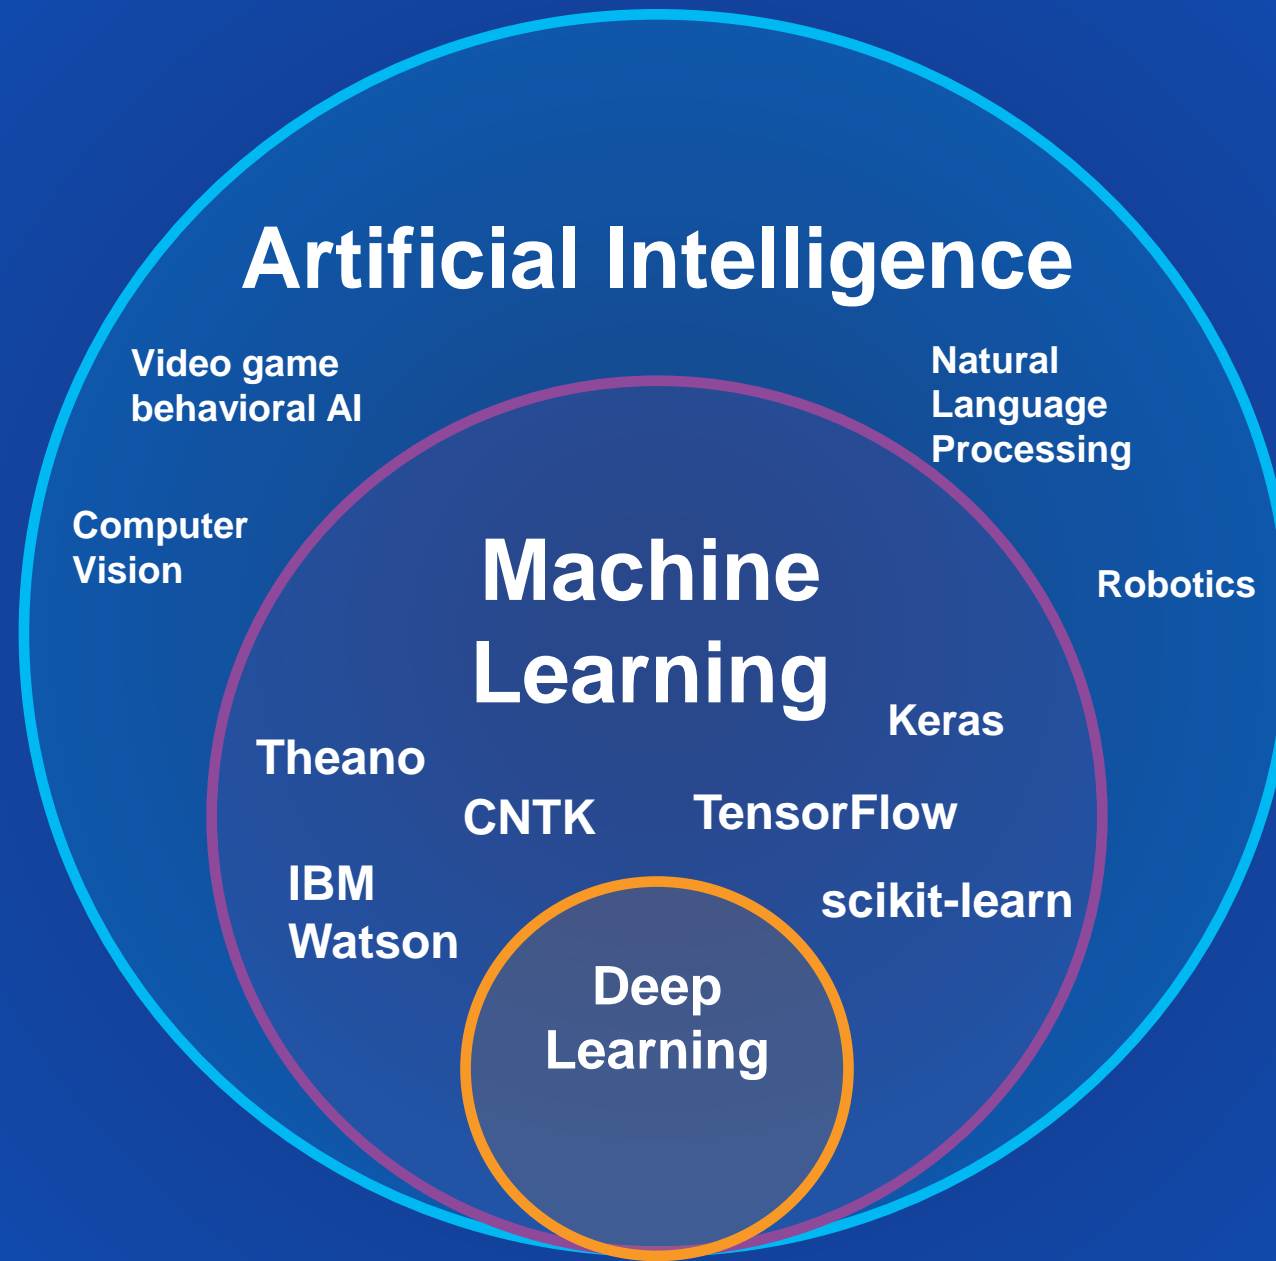 Artificial Intelligence
Video game
behavioral AI
Natural
Language
Processing
Computer
Vision
Robotics
Machine
Learning
Keras
Theano
CNTK
TensorFlow
IBM
Watson
scikit-learn
Deep
Learning